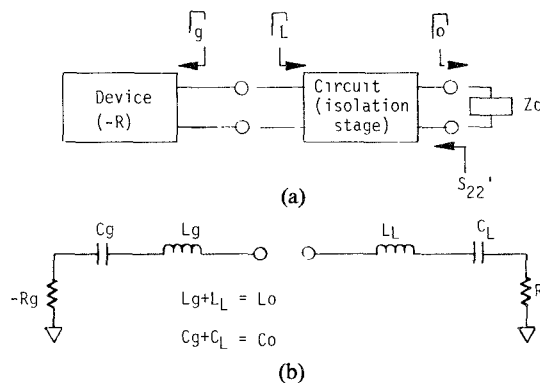 Γg ΓL Γo
Device
(-R)
Circuit
(isolation
stage)
S22'
(a)
Cg Lg LL CL
-Rg
Lg+LL = Lo
Cg+CL = Co
(b)